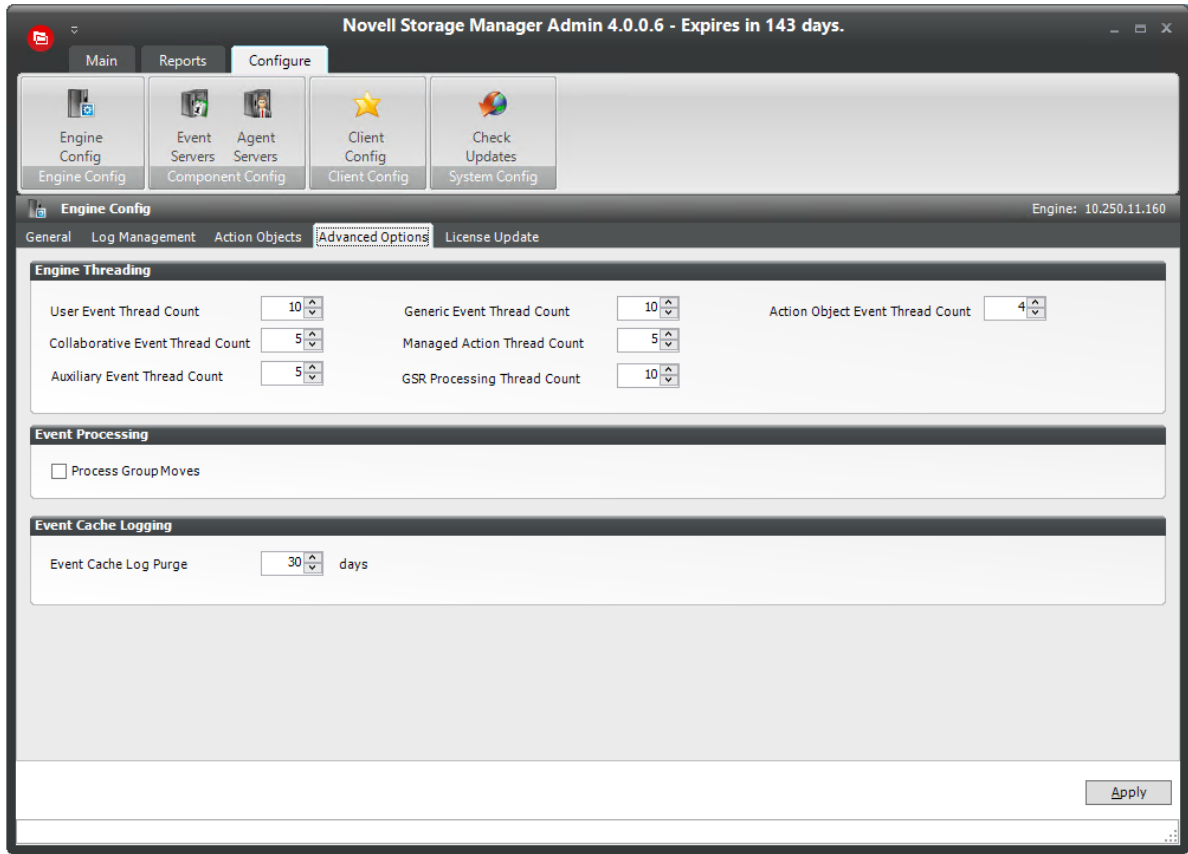 Novell Storage Manager Admin 4.0.0.6 - Expires in 143 days.
Main Reports Configure
Engine Config
Event Servers
Agent Servers
Client Config
Check Updates
Engine Config Component Config Client Config System Config
Engine Config Engine: 10.250.11.160
General Log Management Action Objects Advanced Options License Update
Engine Threading
User Event Thread Count 10 Generic Event Thread Count 10 Action Object Event Thread Count 4
Collaborative Event Thread Count 5 Managed Action Thread Count 5
Auxiliary Event Thread Count 5 GSR Processing Thread Count 10
Event Processing
Process Group Moves
Event Cache Logging
Event Cache Log Purge 30 days
Apply